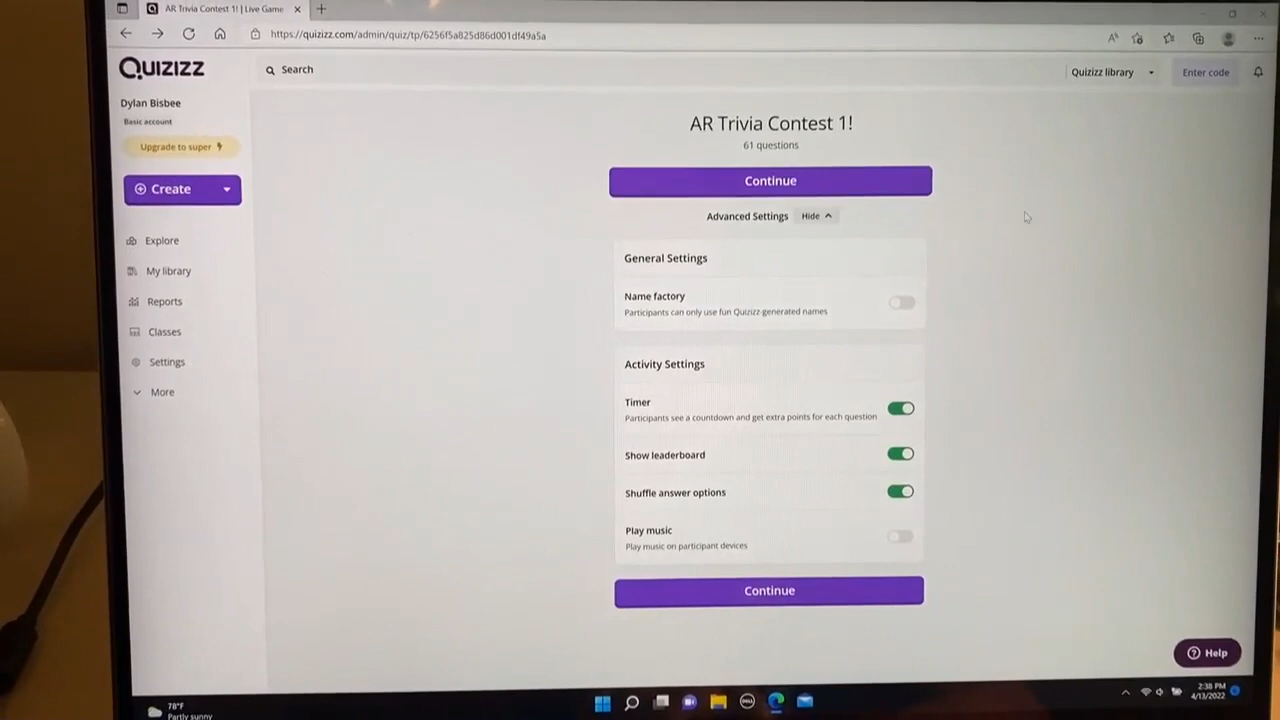 AR Trivia Contest 1! | Live Game
https://quizizz.com/admin/quiz/tp/6256f5a825d86d001df49a5a
QUIZIZZ
Search
Quizizz library
Enter code
Dylan Bisbee
Basic account
Upgrade to super
Create
Explore
My library
Reports
Classes
Settings
More
AR Trivia Contest 1!
61 questions
Continue
Advanced Settings Hide
General Settings
Name factory
Participants can only use fun Quizizz-generated names
Activity Settings
Timer
Participants see a countdown and get extra points for each question
Show leaderboard
Shuffle answer options
Play music
Play music on participant devices
Continue
Help
78°F
Partly sunny
DELL
2:38 PM
4/13/2022